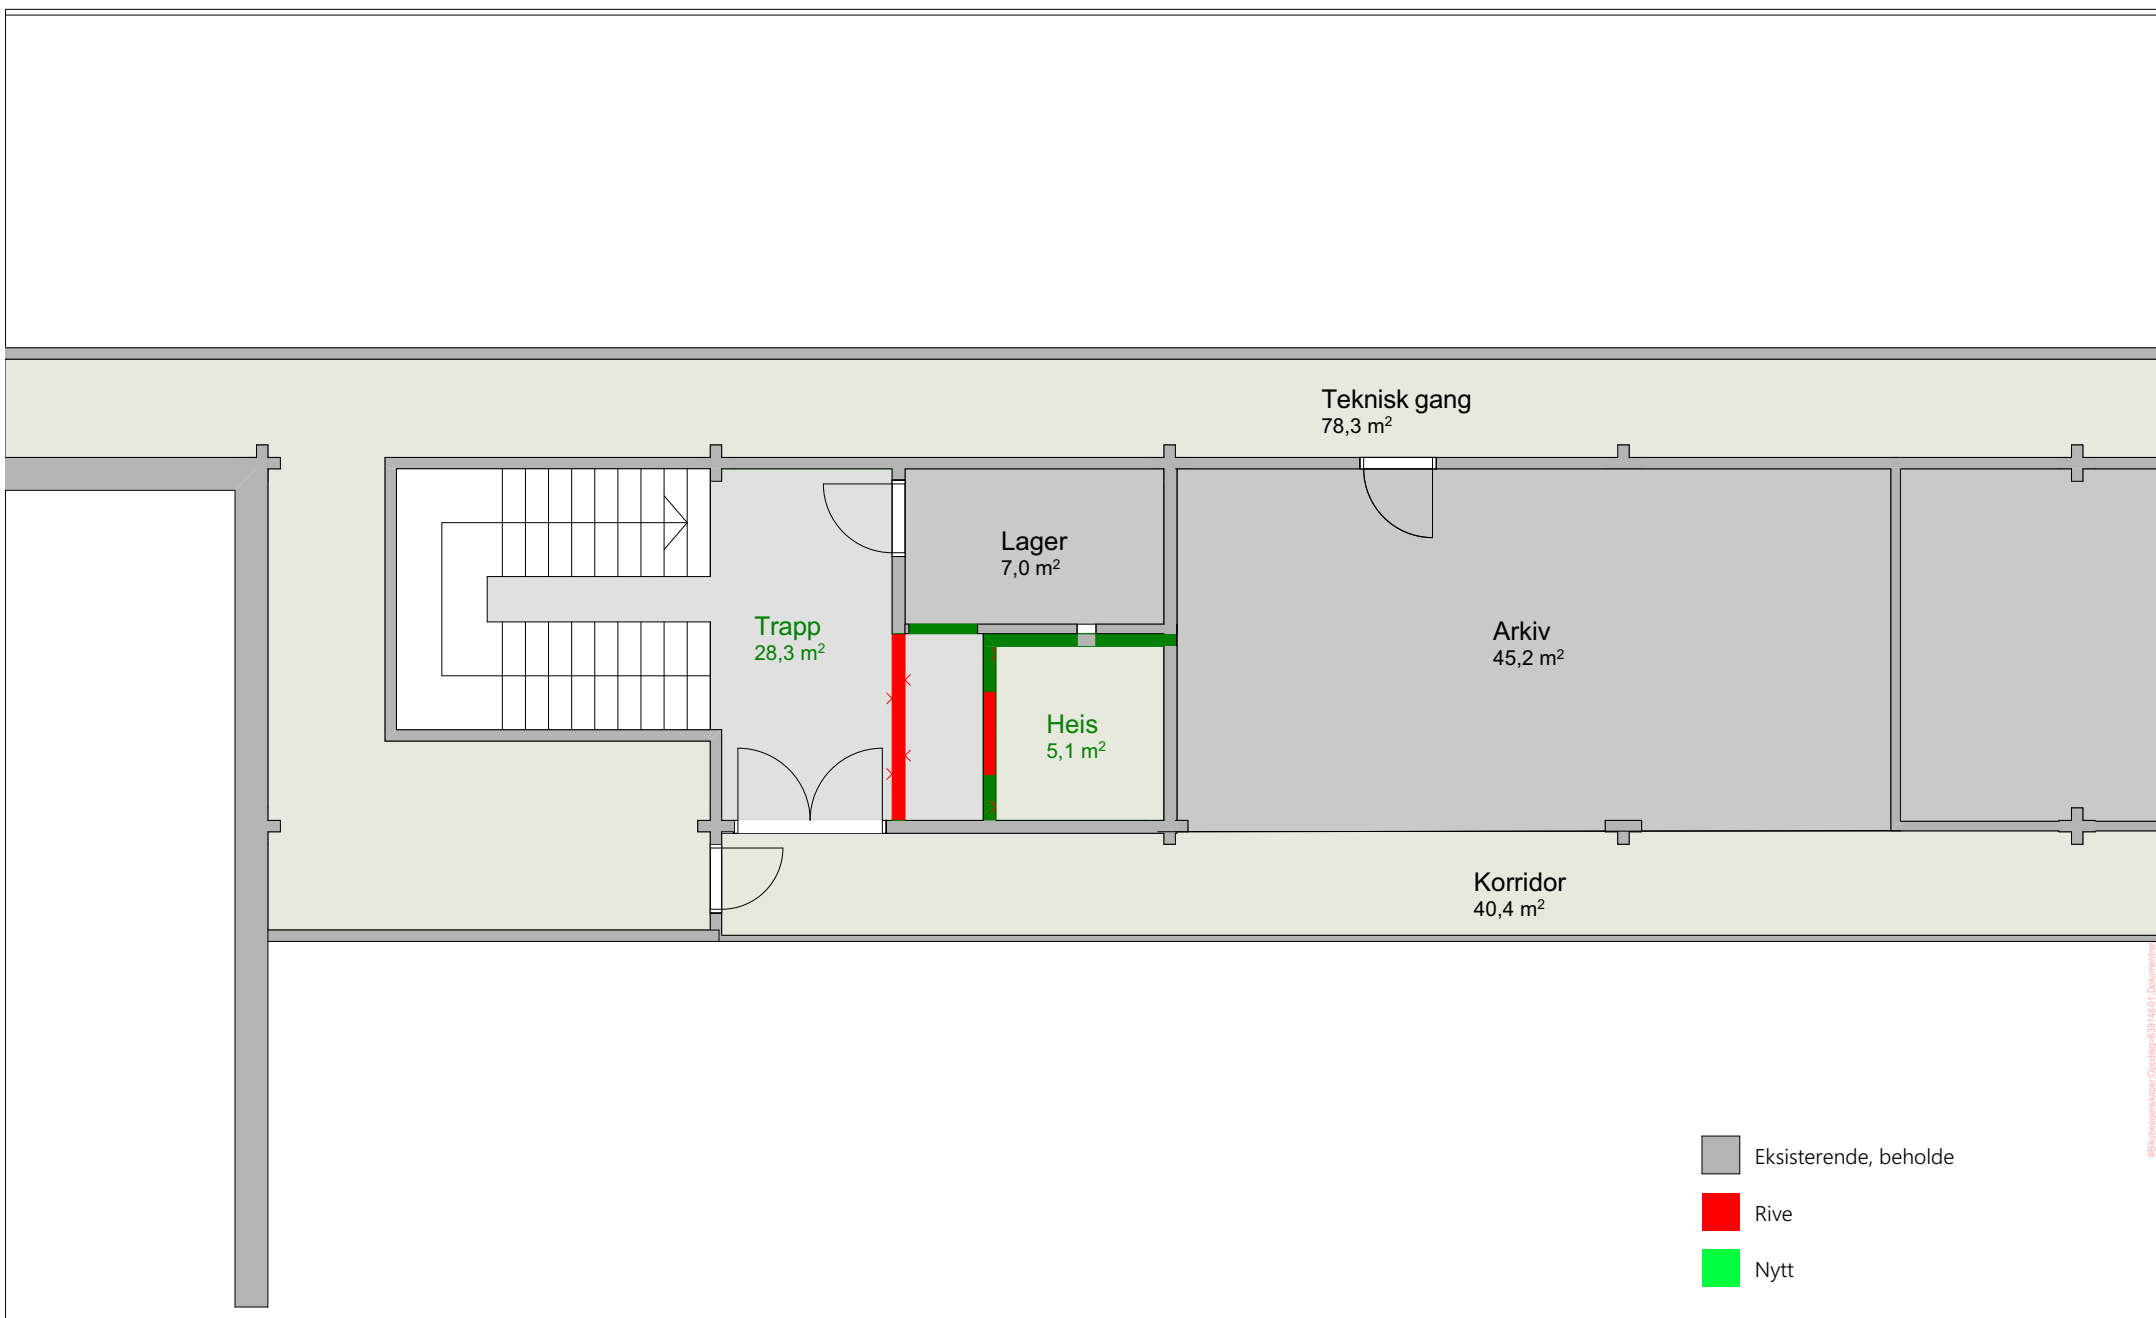 Teknisk gang
78,3 m²
Lager
7,0 m²
Trapp
28,3 m²
Arkiv
45,2 m²
Heis
5,1 m²
Korridor
40,4 m²
Eksisterende, beholde
Rive
Nytt